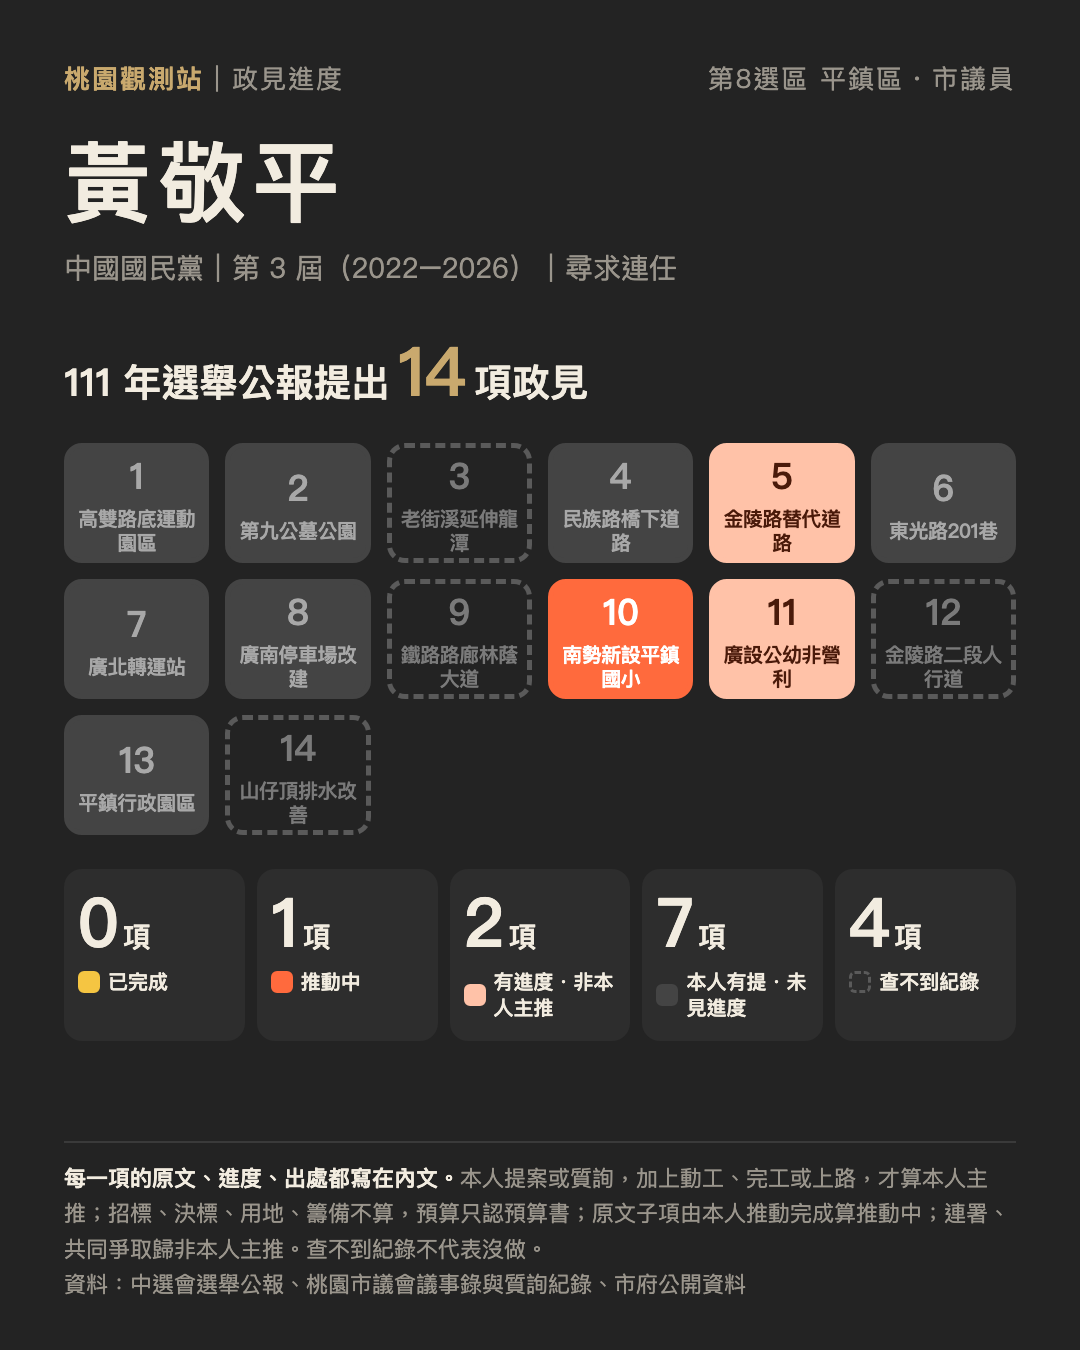 桃園觀測站｜政見進度
第8選區 平鎮區・市議員
黃敬平
中國國民黨｜第 3 屆（2022—2026）｜尋求連任
111 年選舉公報提出 14 項政見
1
高雙路底運動
園區
2
第九公墓公園
3
老街溪延伸龍
潭
4
民族路橋下道
路
5
金陵路替代道
路
6
東光路201巷
7
廣北轉運站
8
廣南停車場改
建
9
鐵路路廊林蔭
大道
10
南勢新設平鎮
國小
11
廣設公幼非營
利
12
金陵路二段人
行道
13
平鎮行政園區
14
山仔頂排水改
善
0項
已完成
1項
推動中
2項
有進度・非本
人主推
7項
本人有提・未
見進度
4項
查不到紀錄
每一項的原文、進度、出處都寫在內文。本人提案或質詢，加上動工、完工或上路，才算本人主
推；招標、決標、用地、籌備不算，預算只認預算書；原文子項由本人推動完成算推動中；連署、
共同爭取歸非本人主推。查不到紀錄不代表沒做。
資料：中選會選舉公報、桃園市議會議事錄與質詢紀錄、市府公開資料